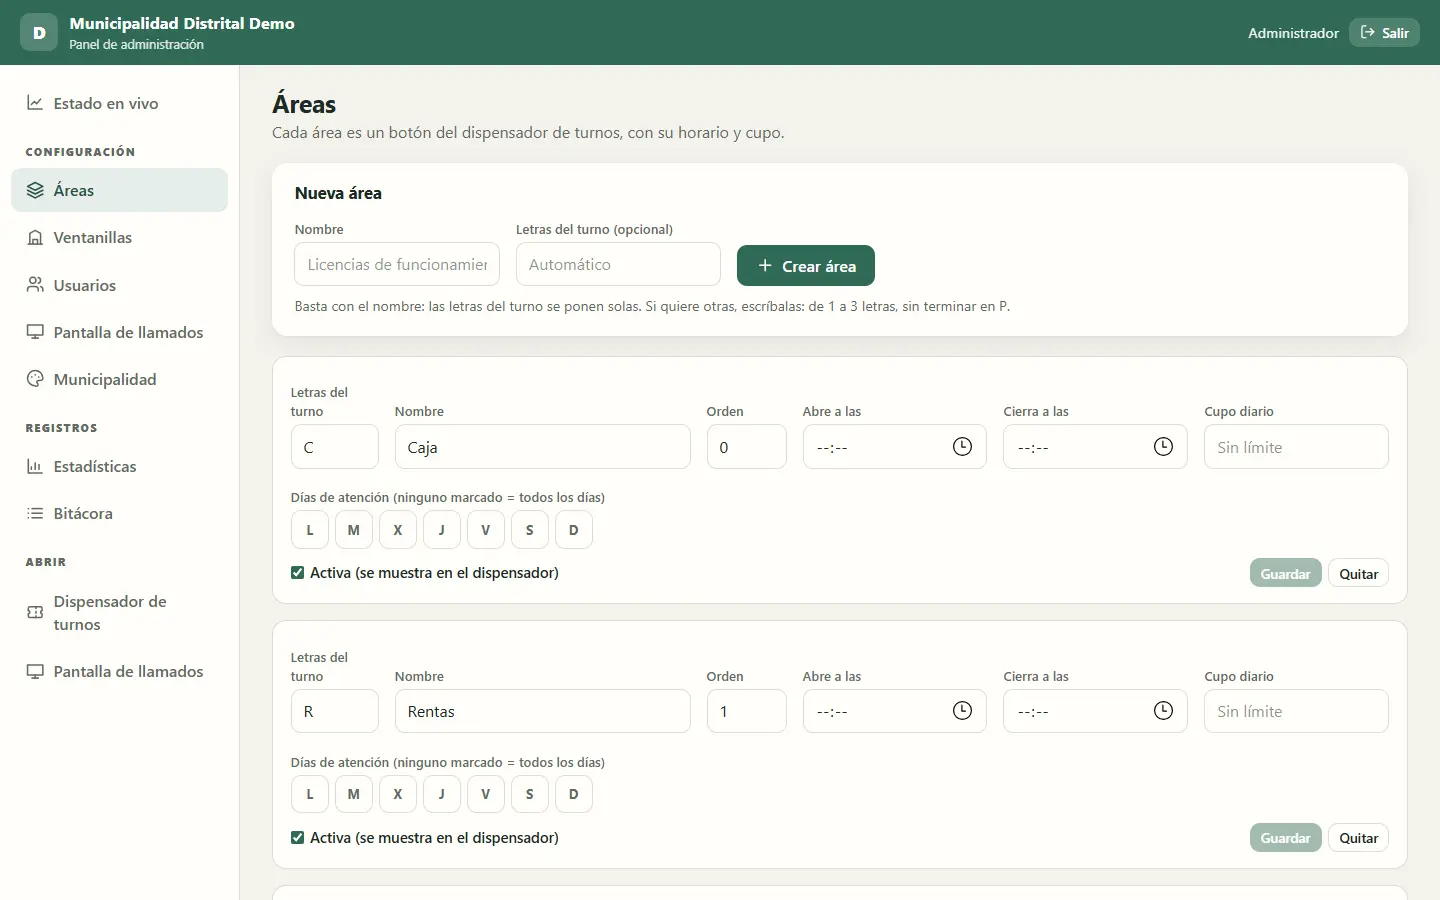 D
Municipalidad Distrital Demo
Panel de administración
Administrador
Salir
Estado en vivo
CONFIGURACIÓN
Áreas
Ventanillas
Usuarios
Pantalla de llamados
Municipalidad
REGISTROS
Estadísticas
Bitácora
ABRIR
Dispensador de
turnos
Pantalla de llamados
Áreas
Cada área es un botón del dispensador de turnos, con su horario y cupo.
Nueva área
Nombre
Letras del turno (opcional)
Licencias de funcionamier
Automático
+ Crear área
Basta con el nombre: las letras del turno se ponen solas. Si quiere otras, escríbalas: de 1 a 3 letras, sin terminar en P.
Letras del
turno
Nombre
Orden
Abre a las
Cierra a las
Cupo diario
C
Caja
0
--:--
--:--
Sin límite
Días de atención (ninguno marcado = todos los días)
L M X J V S D
Activa (se muestra en el dispensador)
Guardar
Quitar
Letras del
turno
Nombre
Orden
Abre a las
Cierra a las
Cupo diario
R
Rentas
1
--:--
--:--
Sin límite
Días de atención (ninguno marcado = todos los días)
L M X J V S D
Activa (se muestra en el dispensador)
Guardar
Quitar